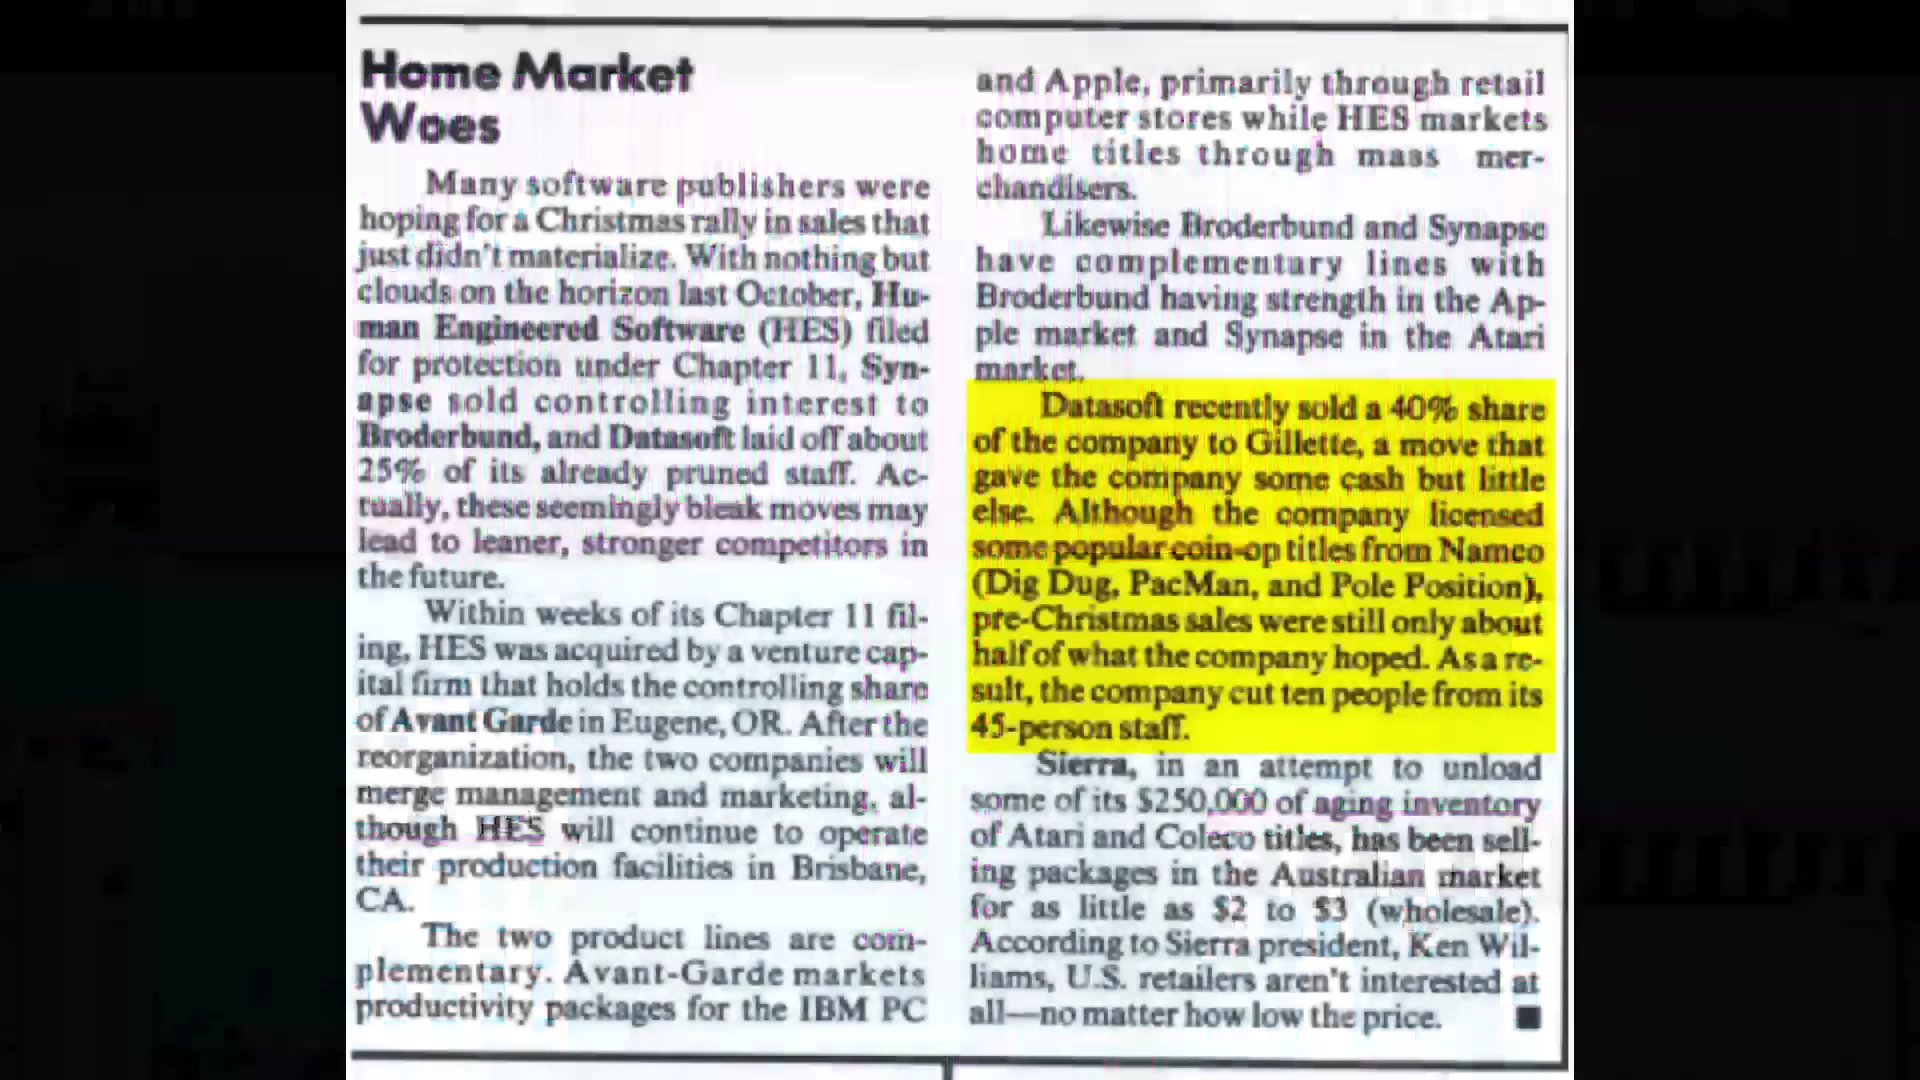 Home Market
Woes
Many software publishers were
hoping for a Christmas rally in sales that
just didn't materialize. With nothing but
clouds on the horizon last October, Hu-
man Engineered Software (HES) filed
for protection under Chapter 11, Syn-
apse sold controlling interest to
Broderbund, and Datasoft laid off about
25% of its already pruned staff. Ac-
tually, these seemingly bleak moves may
lead to leaner, stronger competitors in
the future.
Within weeks of its Chapter 11 fil-
ing, HES was acquired by a venture cap-
ital firm that holds the controlling share
of Avant Garde in Eugene, OR. After the
reorganization, the two companies will
merge management and marketing, al-
though HES will continue to operate
their production facilities in Brisbane,
CA.
The two product lines are com-
plementary. Avant-Garde markets
productivity packages for the IBM PC
and Apple, primarily through retail
computer stores while HES markets
home titles through mass mer-
chandisers.
Likewise Broderbund and Synapse
have complementary lines with
Broderbund having strength in the Ap-
ple market and Synapse in the Atari
market.
Datasoft recently sold a 40% share
of the company to Gillette, a move that
gave the company some cash but little
else. Although the company licensed
some popular coin-op titles from Namco
(Dig Dug, PacMan, and Pole Position),
pre-Christmas sales were still only about
half of what the company hoped. As a re-
sult, the company cut ten people from its
45-person staff.
Sierra, in an attempt to unload
some of its $250,000 of aging inventory
of Atari and Coleco titles, has been sell-
ing packages in the Australian market
for as little as $2 to $3 (wholesale).
According to Sierra president, Ken Wil-
liams, U.S. retailers aren't interested at
all—no matter how low the price.